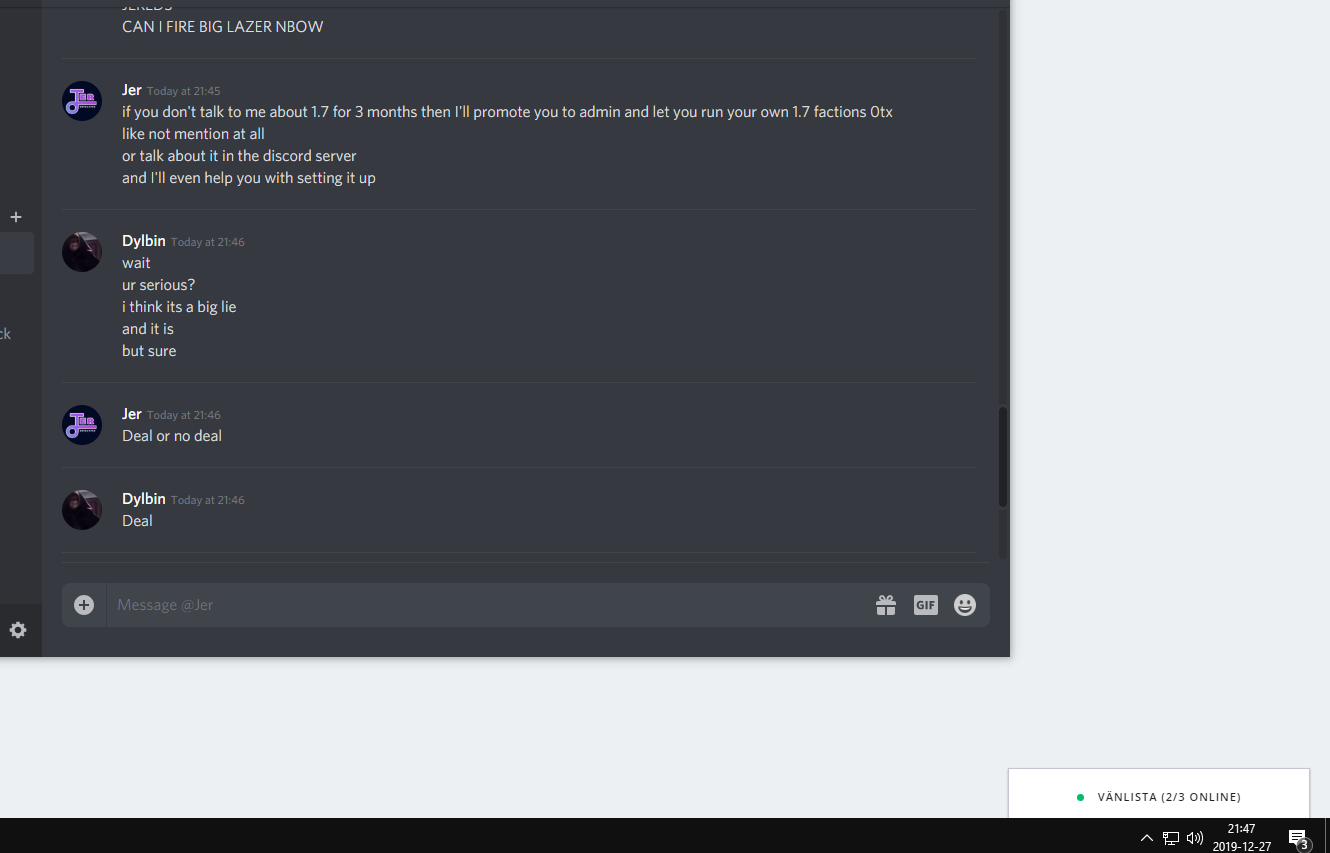 JEREDS
CAN I FIRE BIG LAZER NBOW
Jer Today at 21:45
if you don't talk to me about 1.7 for 3 months then I'll promote you to admin and let you run your own 1.7 factions 0tx
like not mention at all
or talk about it in the discord server
and I'll even help you with setting it up
Dylbin Today at 21:46
wait
ur serious?
i think its a big lie
and it is
but sure
ck
Jer Today at 21:46
Deal or no deal
Dylbin Today at 21:46
Deal
Message @Jer
GIF
VÄNLISTA (2/3 ONLINE)
21:47
2019-12-27
3